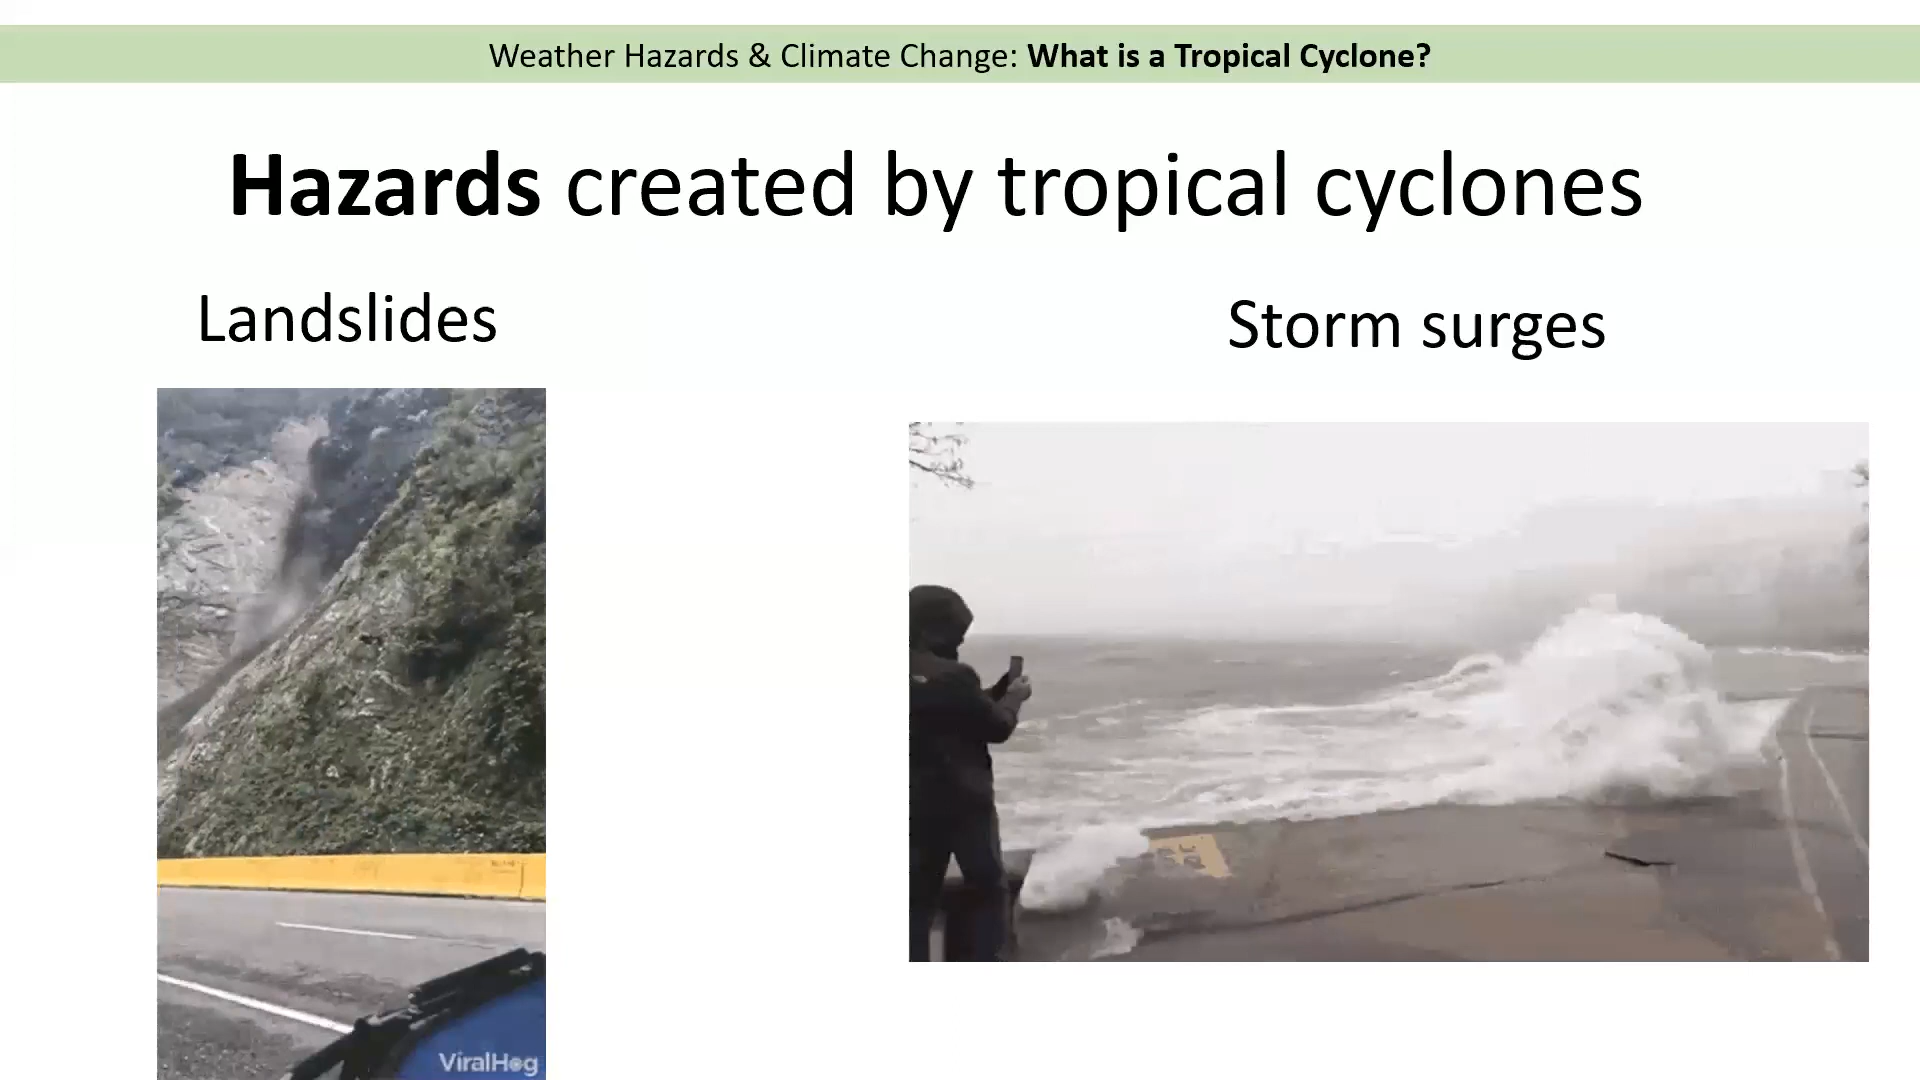 Weather Hazards & Climate Change: What is a Tropical Cyclone?
Hazards created by tropical cyclones
Landslides
Storm surges
ViralHog